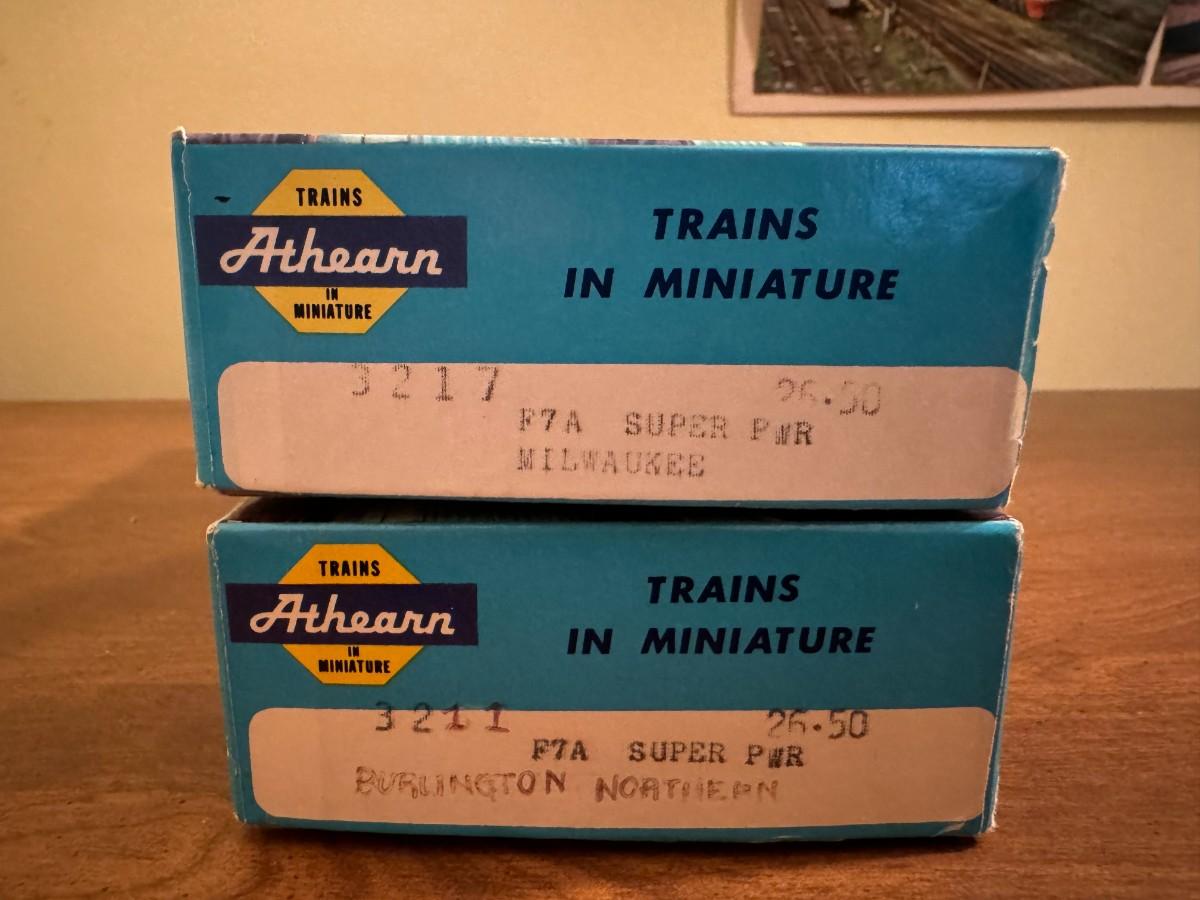 TRAINS
Athearn
IN
MINIATURE
TRAINS
IN MINIATURE
3217 26.50
F7A SUPER PWR
MILWAUKEE
TRAINS
Athearn
IN
MINIATURE
TRAINS
IN MINIATURE
3211 26.50
F7A SUPER PWR
BURLINGTON NORTHERN